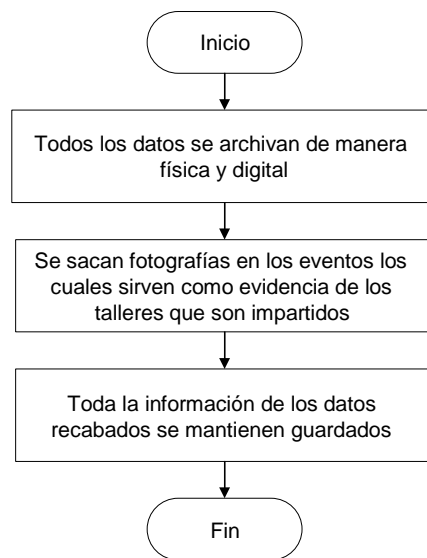 Inicio
Todos los datos se archivan de manera
física y digital
Se sacan fotografías en los eventos los
cuales sirven como evidencia de los
talleres que son impartidos
Toda la información de los datos
recabados se mantienen guardados
Fin